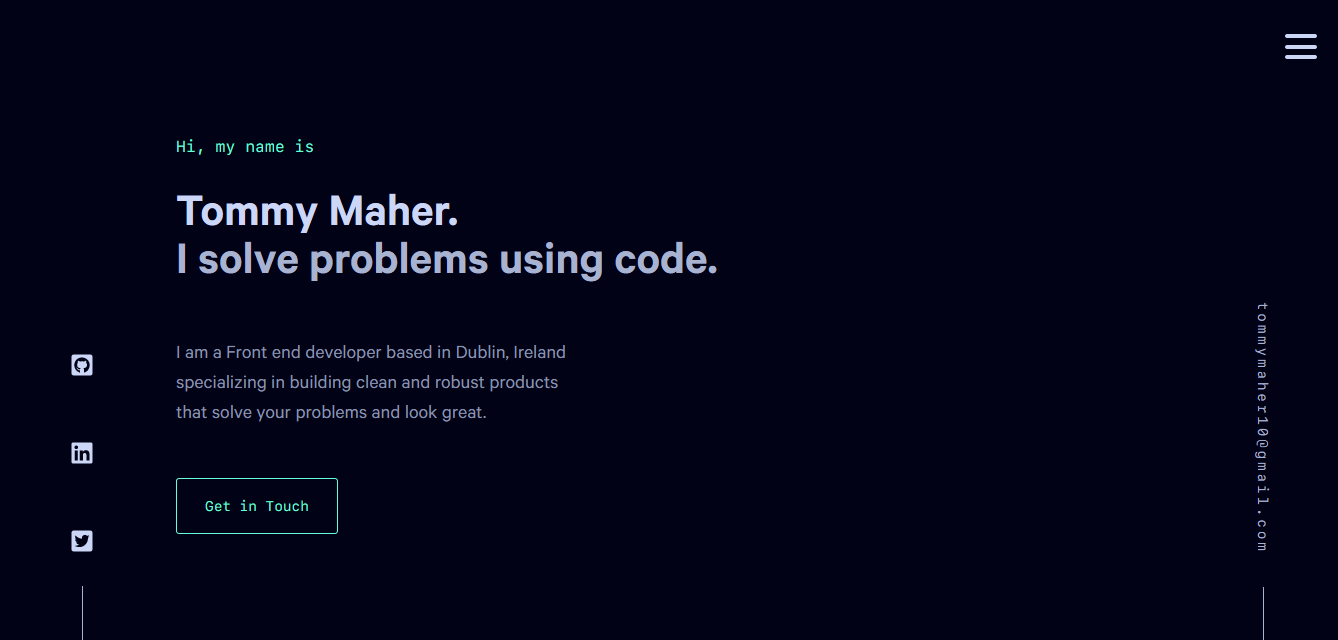 Hi, my name is
Tommy Maher.
I solve problems using code.
I am a Front end developer based in Dublin, Ireland
specializing in building clean and robust products
that solve your problems and look great.
in
Get in Touch
tommymaher10@gmail.com